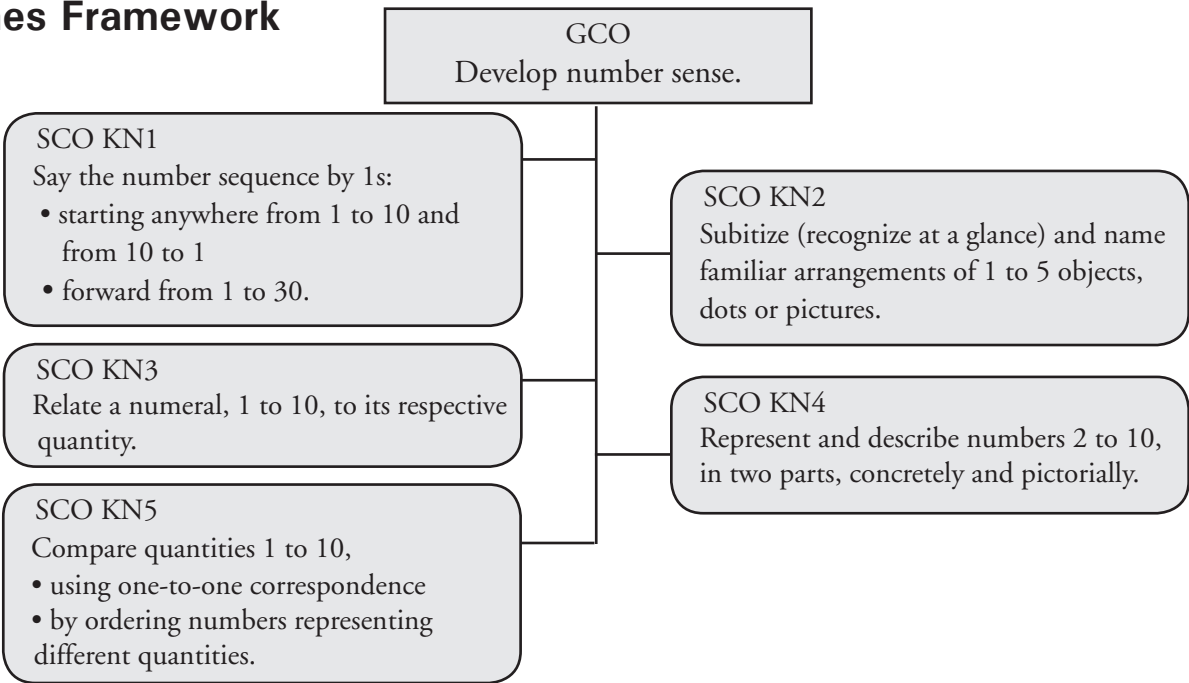 nes Framework
GCO
Develop number sense.
SCO KN1
Say the number sequence by 1s:
• starting anywhere from 1 to 10 and
from 10 to 1
• forward from 1 to 30.
SCO KN2
Subitize (recognize at a glance) and name
familiar arrangements of 1 to 5 objects,
dots or pictures.
SCO KN3
Relate a numeral, 1 to 10, to its respective
quantity.
SCO KN4
Represent and describe numbers 2 to 10,
in two parts, concretely and pictorially.
SCO KN5
Compare quantities 1 to 10,
• using one-to-one correspondence
• by ordering numbers representing
different quantities.